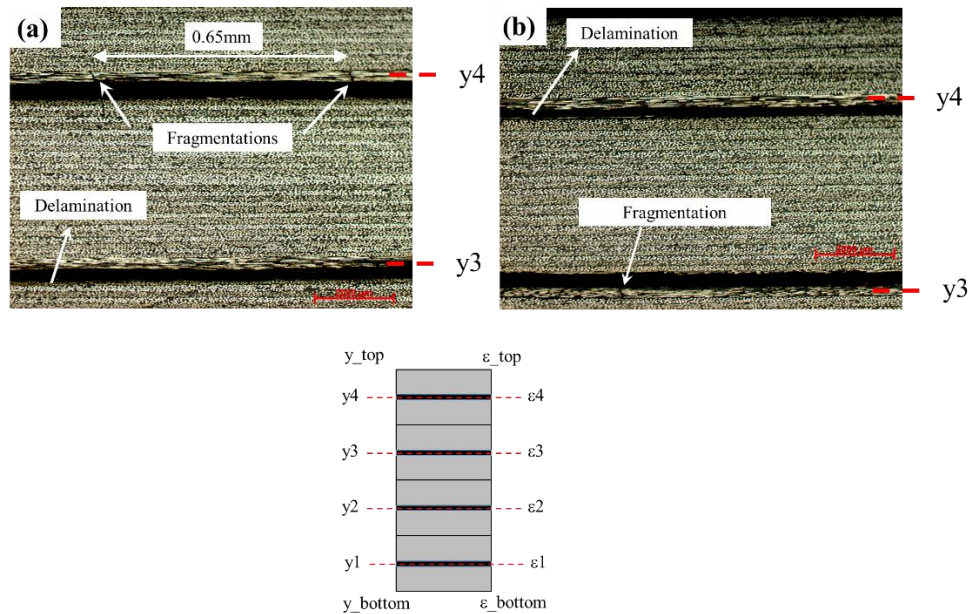 (a)
0.65mm
y4
Fragmentations
Delamination
y3
(b)
Delamination
y4
Fragmentation
y3
y_top ε_top
y4 ε4
y3 ε3
y2 ε2
y1 ε1
y_bottom ε_bottom